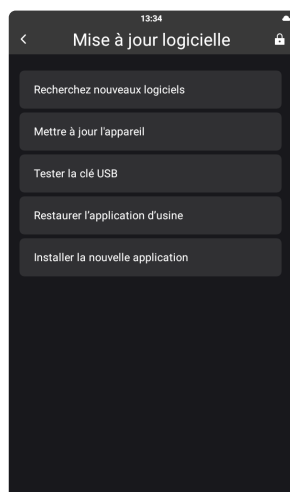 13:34
Mise à jour logicielle
Recherchez nouveaux logiciels
Mettre à jour l'appareil
Tester la clé USB
Restaurer l'application d'usine
Installer la nouvelle application